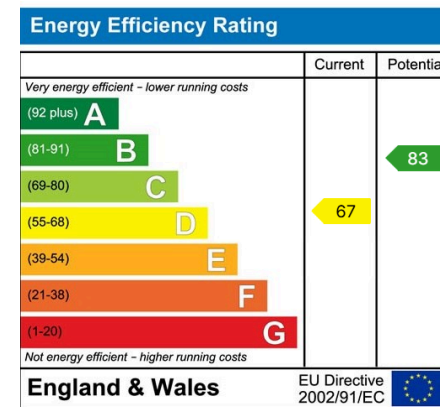 Energy Efficiency Rating
Current Potentia
Very energy efficient – lower running costs
(92 plus) A
(81-91) B
83
(69-80) C
(55-68) D
67
(39-54) E
(21-38) F
(1-20) G
Not energy efficient – higher running costs
England & Wales
EU Directive
2002/91/EC